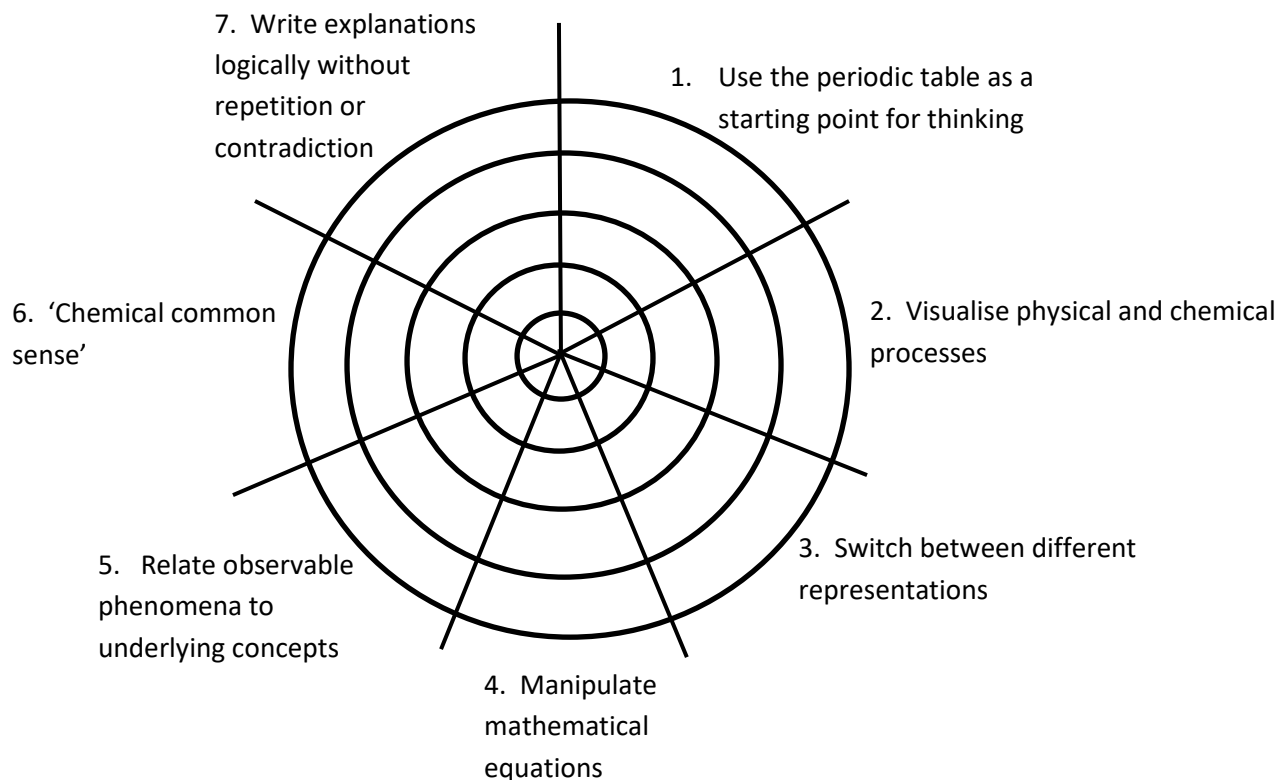 7. Write explanations
logically without
repetition or
contradiction
1. Use the periodic table as a
starting point for thinking
2. Visualise physical and chemical
processes
3. Switch between different
representations
4. Manipulate
mathematical
equations
5. Relate observable
phenomena to
underlying concepts
6. ‘Chemical common
sense’